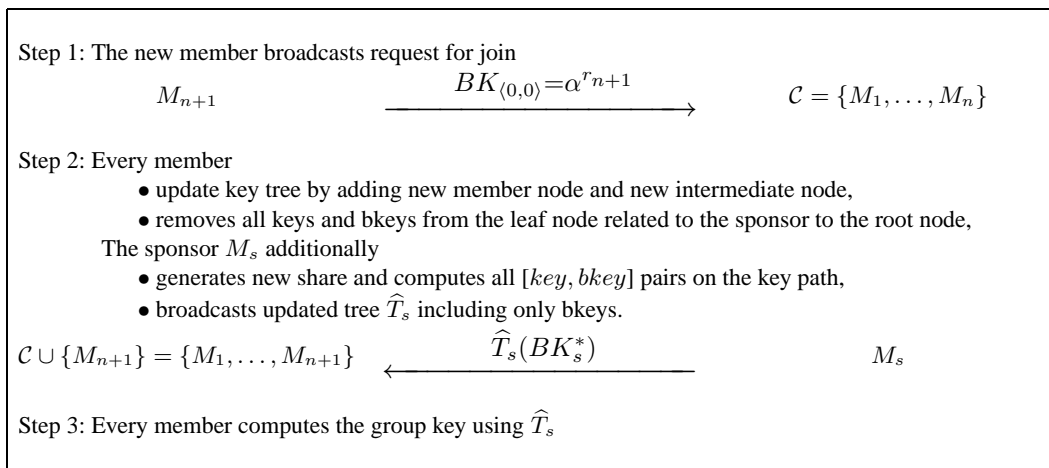 Step 1: The new member broadcasts request for join
M_{n+1} BK_{⟨0,0⟩}=α^{r_{n+1}} C = {M_1, . . . , M_n}
Step 2: Every member
• update key tree by adding new member node and new intermediate node,
• removes all keys and bkeys from the leaf node related to the sponsor to the root node,
The sponsor M_s additionally
• generates new share and computes all [key, bkey] pairs on the key path,
• broadcasts updated tree T̂_s including only bkeys.
C ∪ {M_{n+1}} = {M_1, . . . , M_{n+1}} T̂_s(BK_s^*) M_s
Step 3: Every member computes the group key using T̂_s